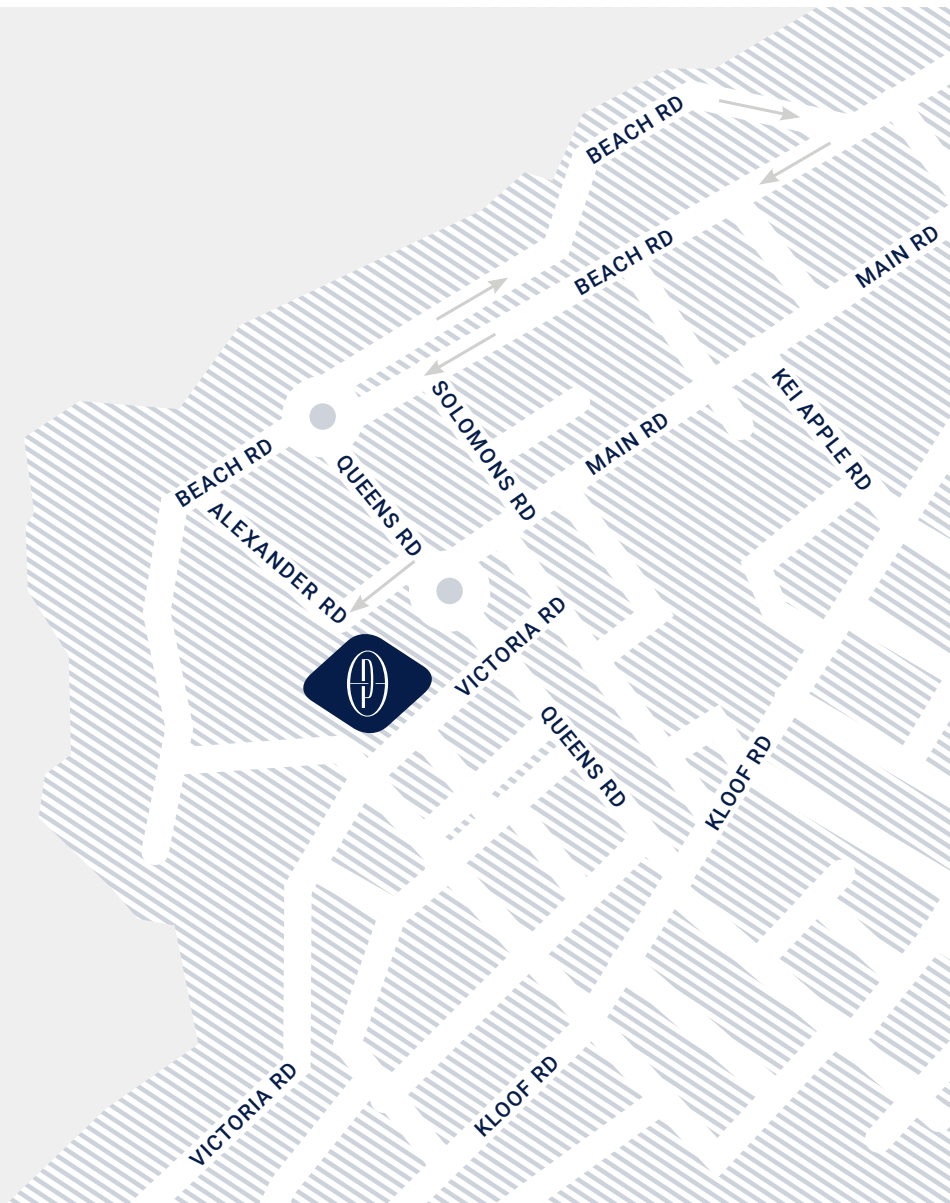 BEACH RD
BEACH RD
MAIN RD
KEI APPLE RD
SOLOMONS RD
MAIN RD
BEACH RD
QUEENS RD
ALEXANDER RD
VICTORIA RD
QUEENS RD
KLOOF RD
KLOOF RD
VICTORIA RD